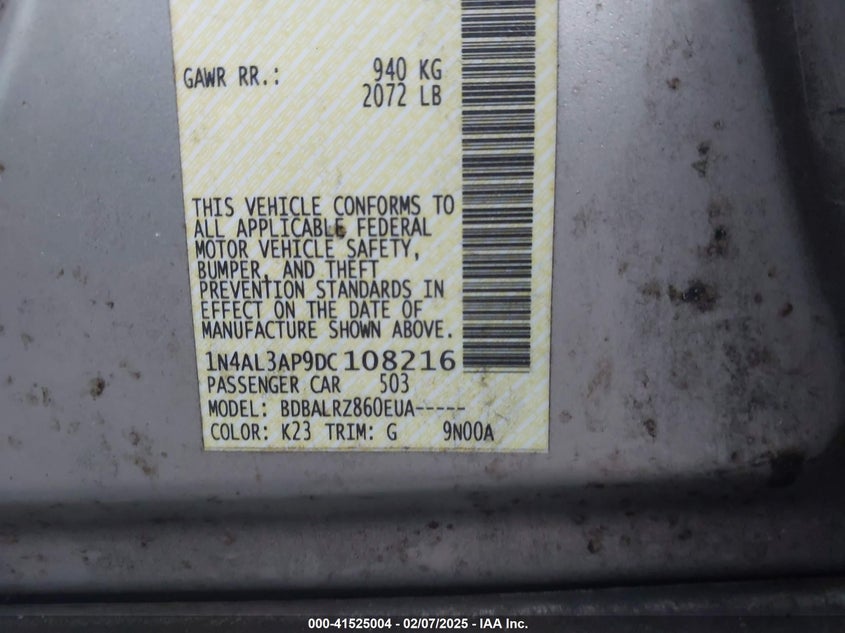 GAWR RR.: 940 KG
2072 LB
THIS VEHICLE CONFORMS TO
ALL APPLICABLE FEDERAL
MOTOR VEHICLE SAFETY,
BUMPER, AND THEFT
PREVENTION STANDARDS IN
EFFECT ON THE DATE OF
MANUFACTURE SHOWN ABOVE.
1N4AL3AP9DC108216
PASSENGER CAR 503
MODEL: BDBALRZ860EUA-----
COLOR: K23 TRIM: G 9N00A
000-41525004 - 02/07/2025 - IAA Inc.